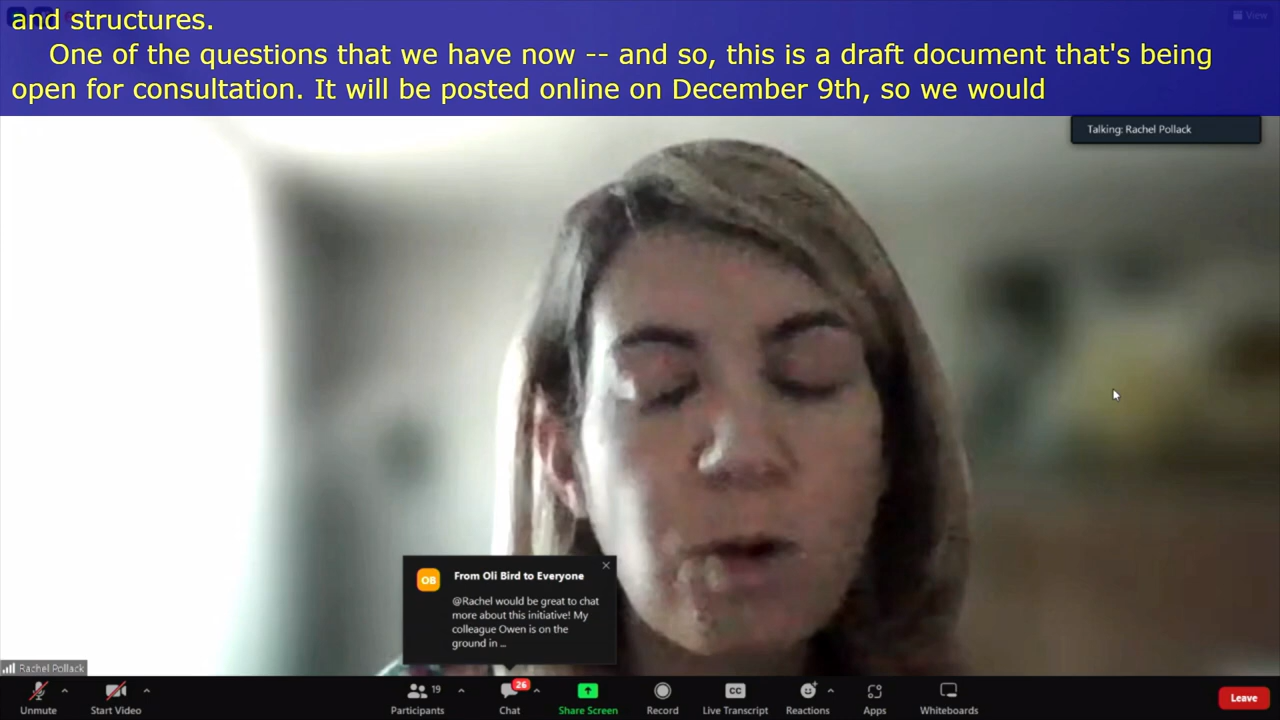 and structures.
One of the questions that we have now -- and so, this is a draft document that's being
open for consultation. It will be posted online on December 9th, so we would
View
Talking: Rachel Pollack
OB
From Oli Bird to Everyone
@Rachel would be great to chat
more about this initiative! My
colleague Owen is on the
ground in ...
Rachel Pollack
Unmute
Start Video
19
Participants
26
Chat
Share Screen
Record
CC
Live Transcript
Reactions
Apps
Whiteboards
Leave